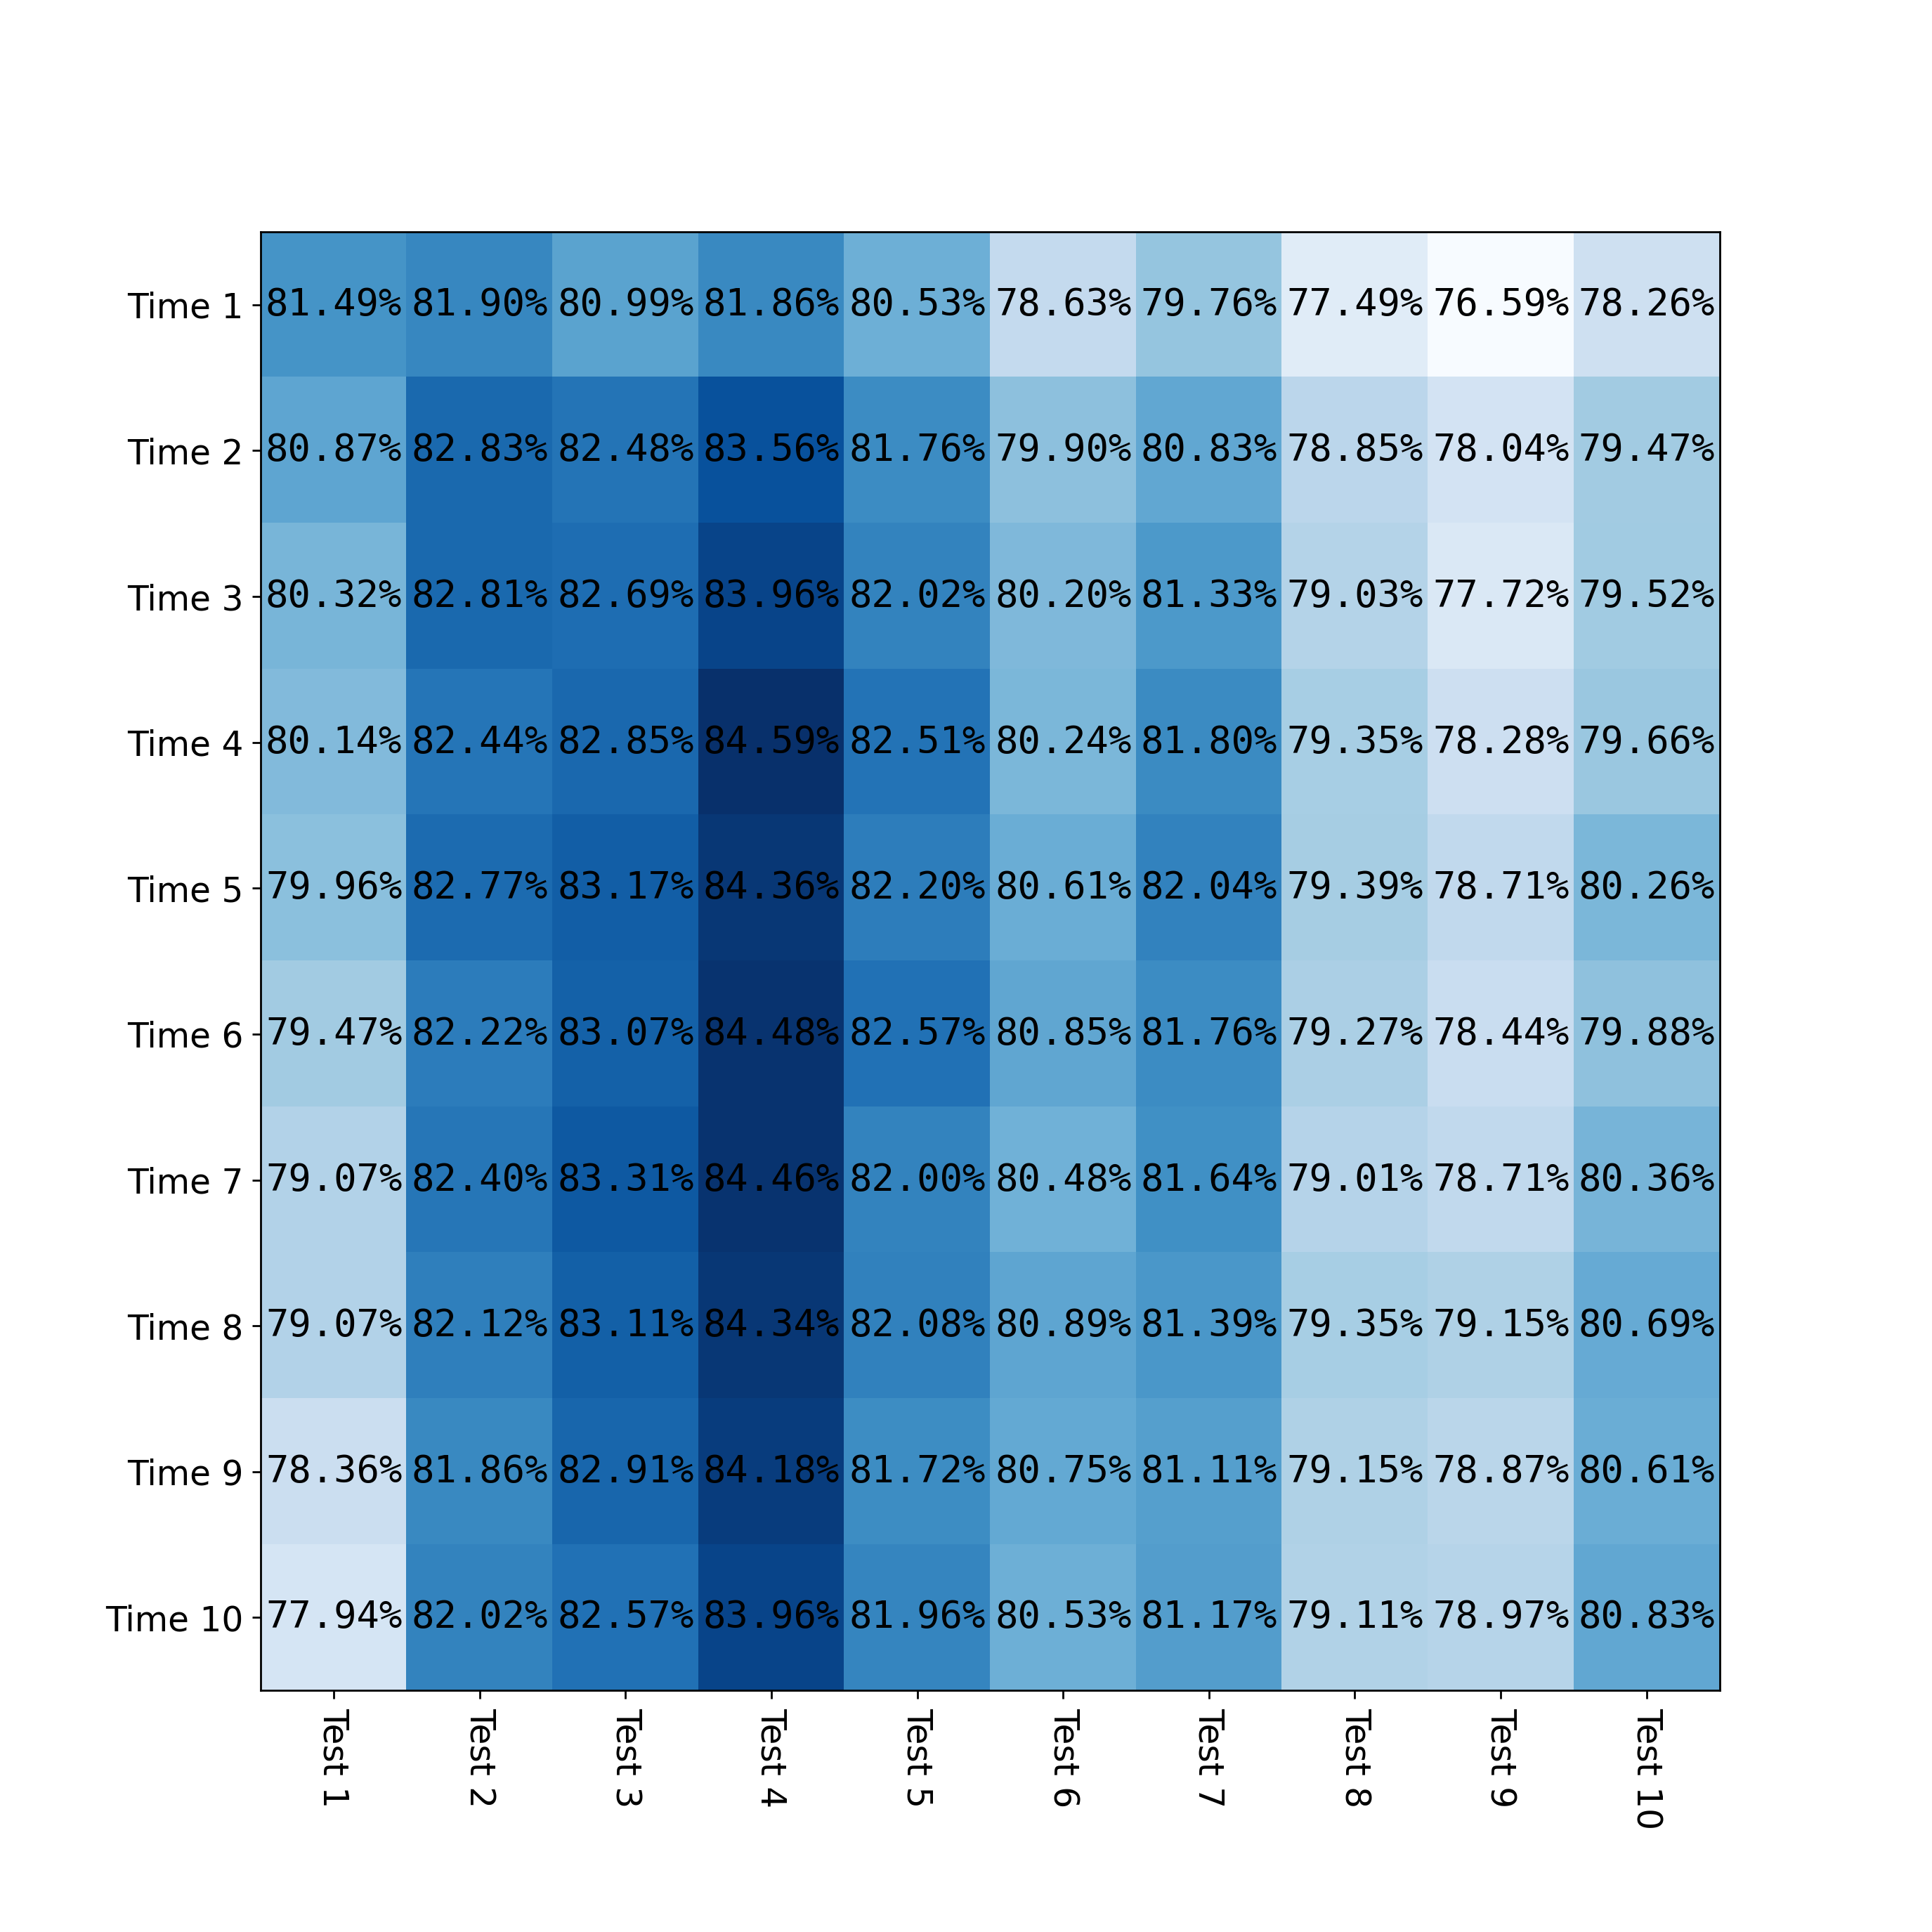 Time 1 81.49% 81.90% 80.99% 81.86% 80.53% 78.63% 79.76% 77.49% 76.59% 78.26%
Time 2 80.87% 82.83% 82.48% 83.56% 81.76% 79.90% 80.83% 78.85% 78.04% 79.47%
Time 3 80.32% 82.81% 82.69% 83.96% 82.02% 80.20% 81.33% 79.03% 77.72% 79.52%
Time 4 80.14% 82.44% 82.85% 84.59% 82.51% 80.24% 81.80% 79.35% 78.28% 79.66%
Time 5 79.96% 82.77% 83.17% 84.36% 82.20% 80.61% 82.04% 79.39% 78.71% 80.26%
Time 6 79.47% 82.22% 83.07% 84.48% 82.57% 80.85% 81.76% 79.27% 78.44% 79.88%
Time 7 79.07% 82.40% 83.31% 84.46% 82.00% 80.48% 81.64% 79.01% 78.71% 80.36%
Time 8 79.07% 82.12% 83.11% 84.34% 82.08% 80.89% 81.39% 79.35% 79.15% 80.69%
Time 9 78.36% 81.86% 82.91% 84.18% 81.72% 80.75% 81.11% 79.15% 78.87% 80.61%
Time 10 77.94% 82.02% 82.57% 83.96% 81.96% 80.53% 81.17% 79.11% 78.97% 80.83%
Test 1 Test 2 Test 3 Test 4 Test 5 Test 6 Test 7 Test 8 Test 9 Test 10